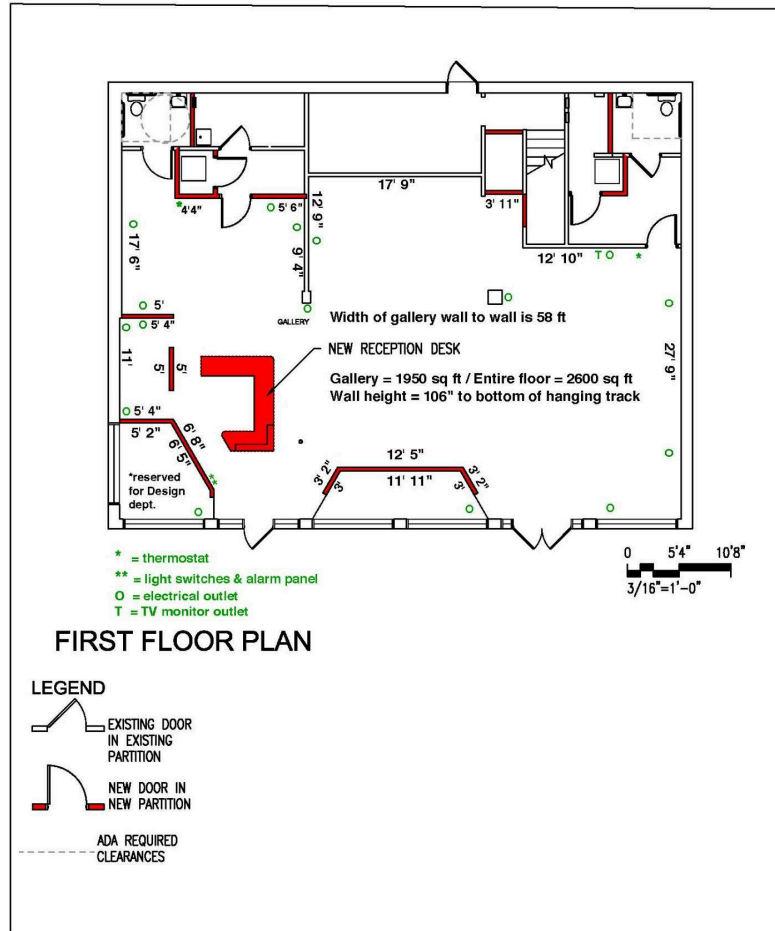 17' 9"
3' 11"
*
4'4"
O
5' 6"
12' 9"
O
O
O
9' 4"
17' 6"
12' 10"
T O
*
O
5'
O
5' 4"
O
O
GALLERY
O
O
Width of gallery wall to wall is 58 ft
NEW RECEPTION DESK
Gallery = 1950 sq ft / Entire floor = 2600 sq ft
Wall height = 106" to bottom of hanging track
11'
5'
5'
27' 9"
O
5' 4"
5' 2"
6' 8"
6' 5"
**
12' 5"
11' 11"
3' 2"
3'
3' 2"
3'
O
*reserved
for Design
dept.
O
O
O
* = thermostat
** = light switches & alarm panel
O = electrical outlet
T = TV monitor outlet
0 5'4" 10'8"
3/16"=1'-0"
FIRST FLOOR PLAN
LEGEND
EXISTING DOOR
IN EXISTING
PARTITION
NEW DOOR IN
NEW PARTITION
ADA REQUIRED
CLEARANCES